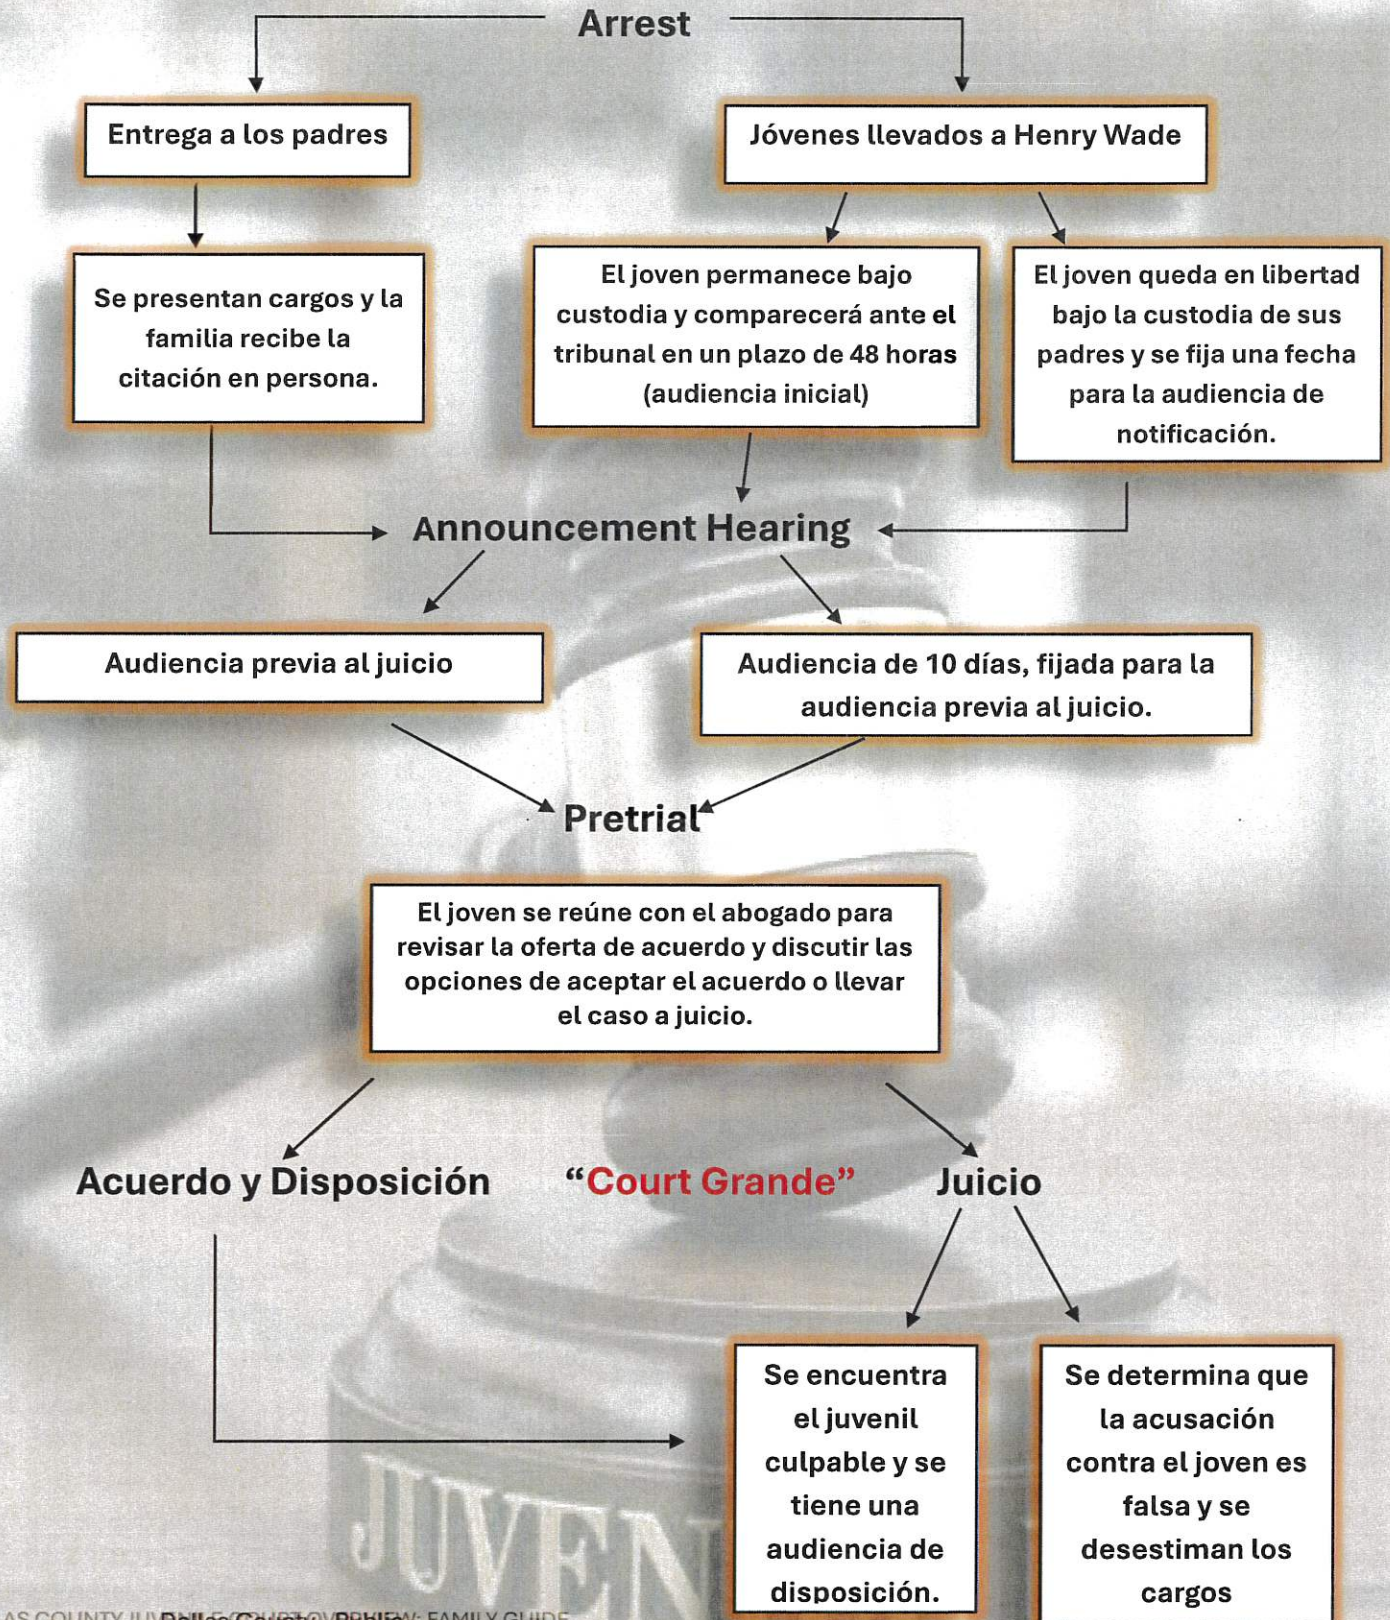 Arrest
Entrega a los padres
Jóvenes llevados a Henry Wade
Se presentan cargos y la
familia recibe la
citación en persona.
El joven permanece bajo
custodia y comparecerá ante el
tribunal en un plazo de 48 horas
(audiencia inicial)
El joven queda en libertad
bajo la custodia de sus
padres y se fija una fecha
para la audiencia de
notificación.
Announcement Hearing
Audiencia previa al juicio
Audiencia de 10 días, fijada para la
audiencia previa al juicio.
Pretrial
El joven se reúne con el abogado para
revisar la oferta de acuerdo y discutir las
opciones de aceptar el acuerdo o llevar
el caso a juicio.
Acuerdo y Disposición
“Court Grande”
Juicio
Se encuentra
el juvenil
culpable y se
tiene una
audiencia de
disposición.
Se determina que
la acusación
contra el joven es
falsa y se
desestiman los
cargos
JUVEN
AS COUNTY FAMILY GUIDE
Dallas County Public